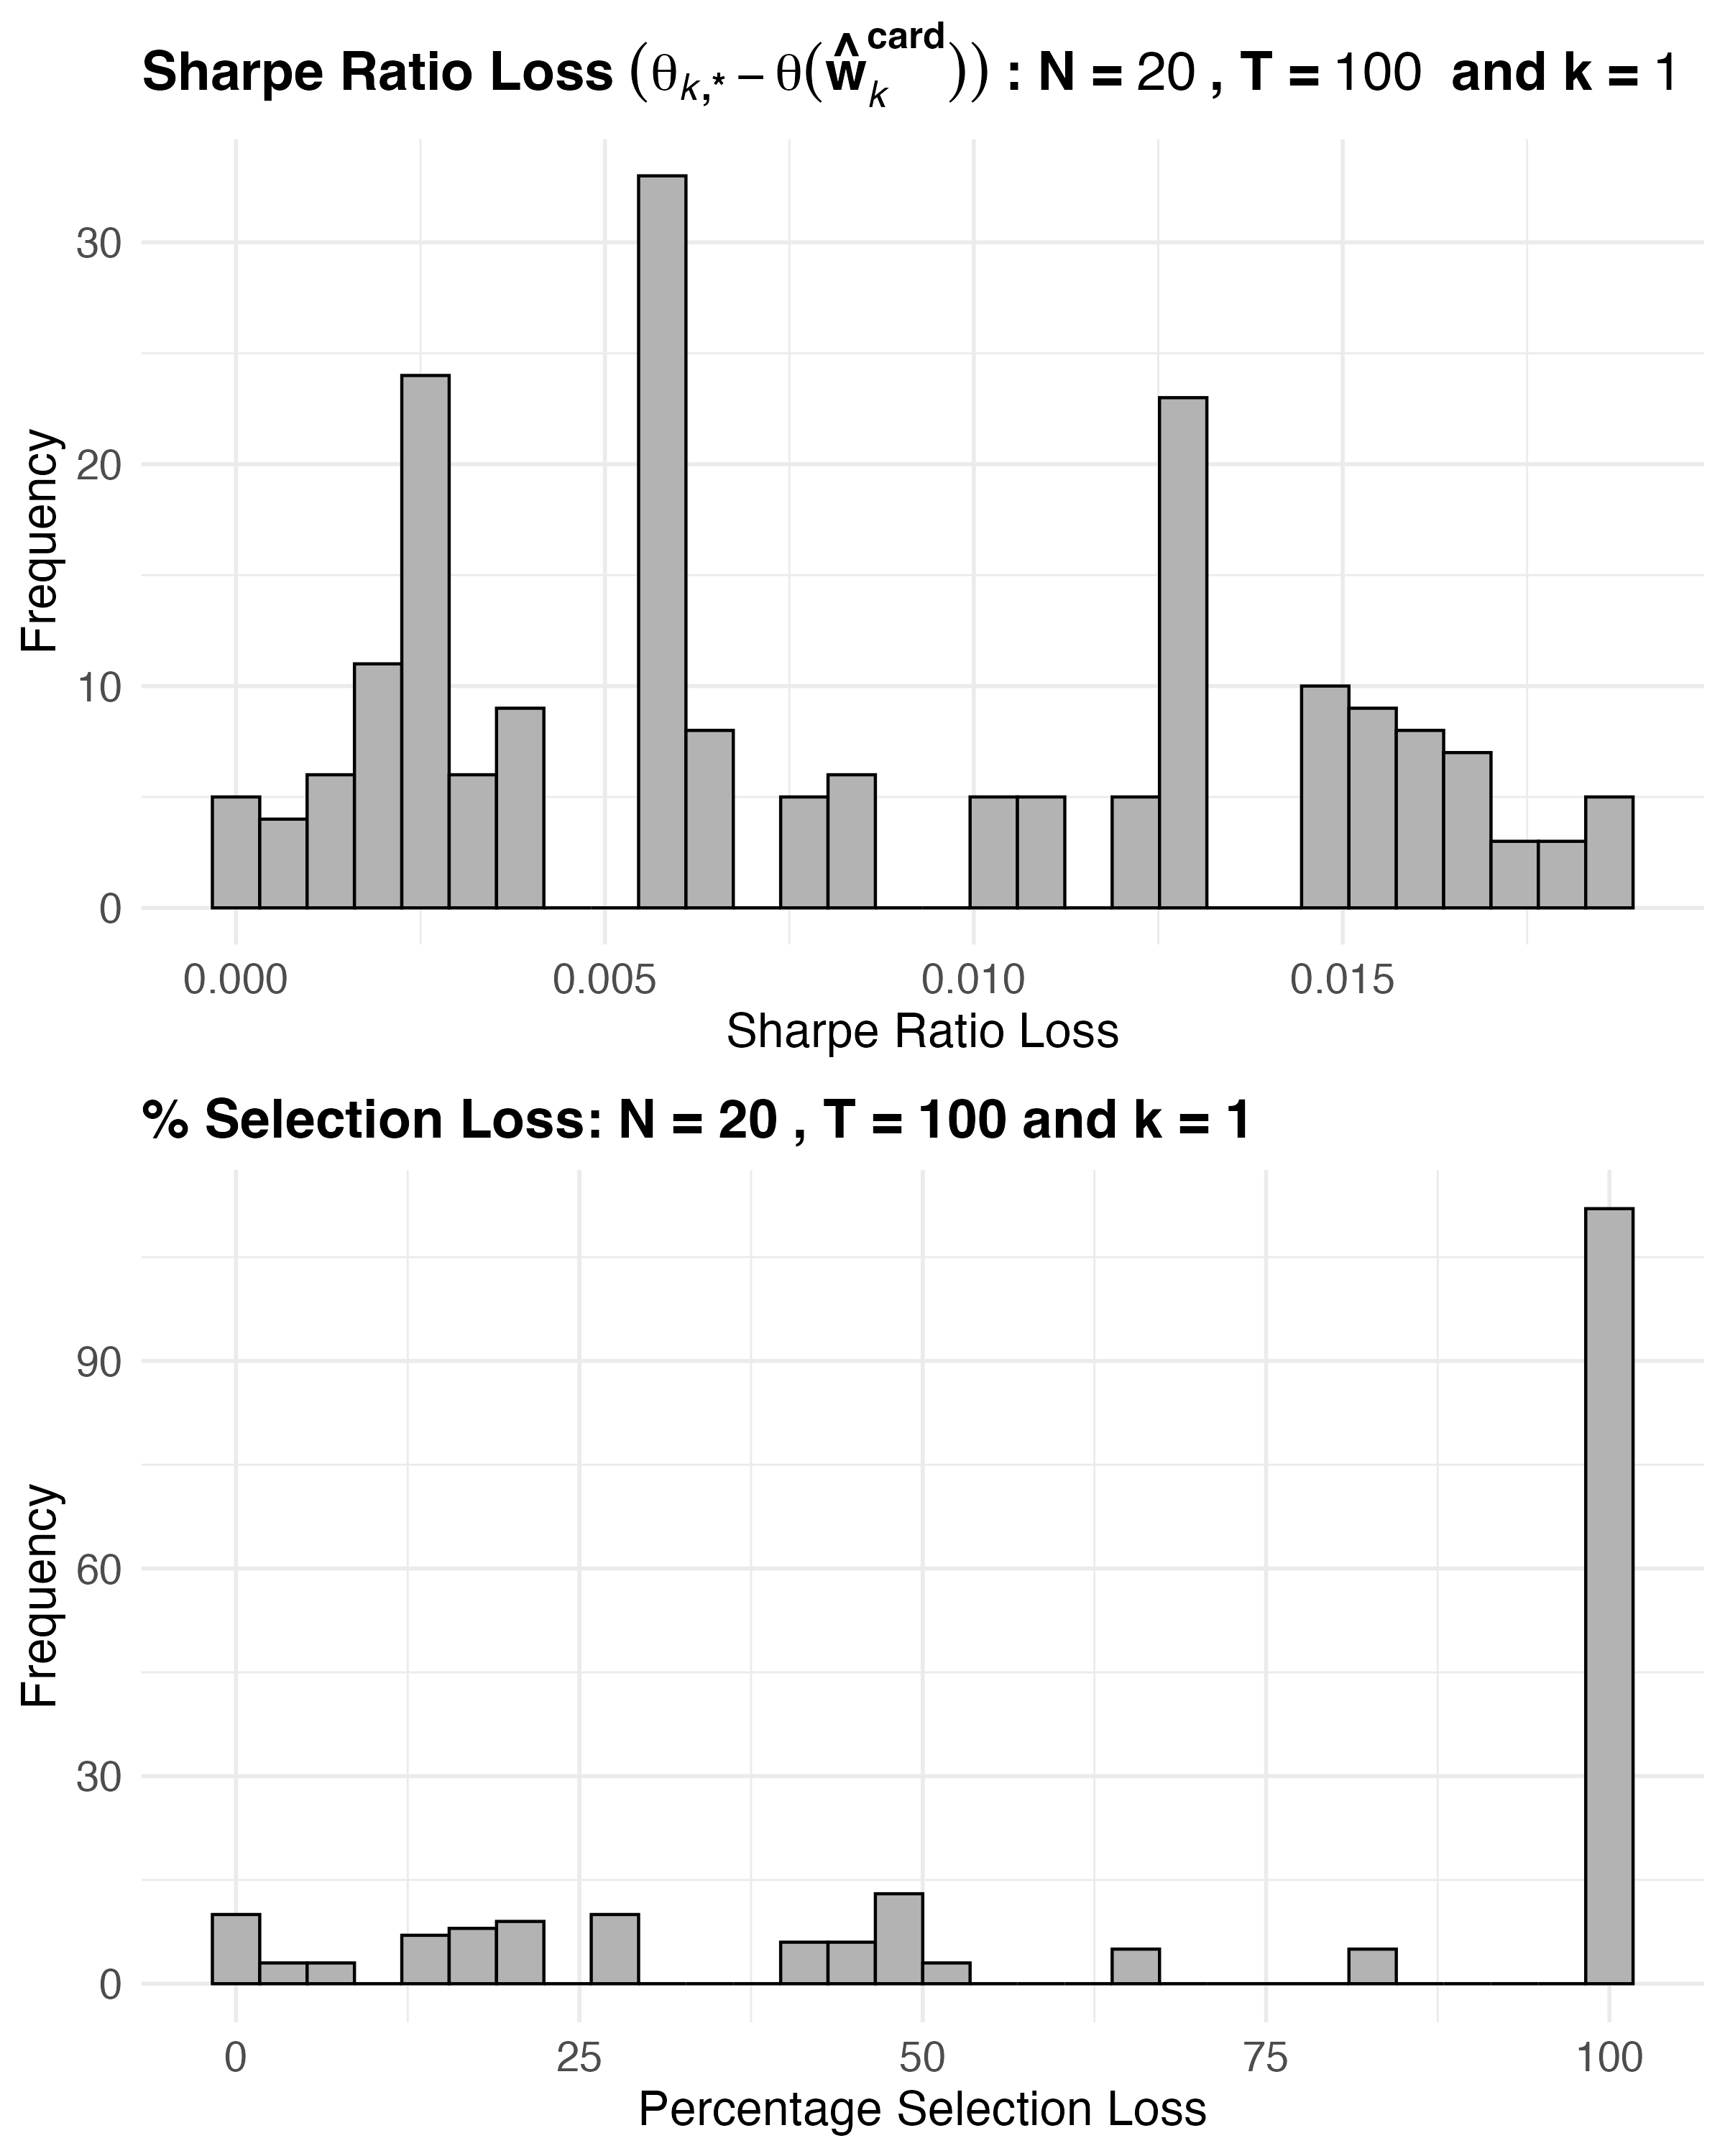 Sharpe Ratio Loss (θk,* − θ(ŵk^card)) : N = 20 , T = 100 and k = 1
30
20
10
0
Frequency
0.000 0.005 0.010 0.015
Sharpe Ratio Loss
% Selection Loss: N = 20 , T = 100 and k = 1
90
60
30
0
Frequency
0 25 50 75 100
Percentage Selection Loss